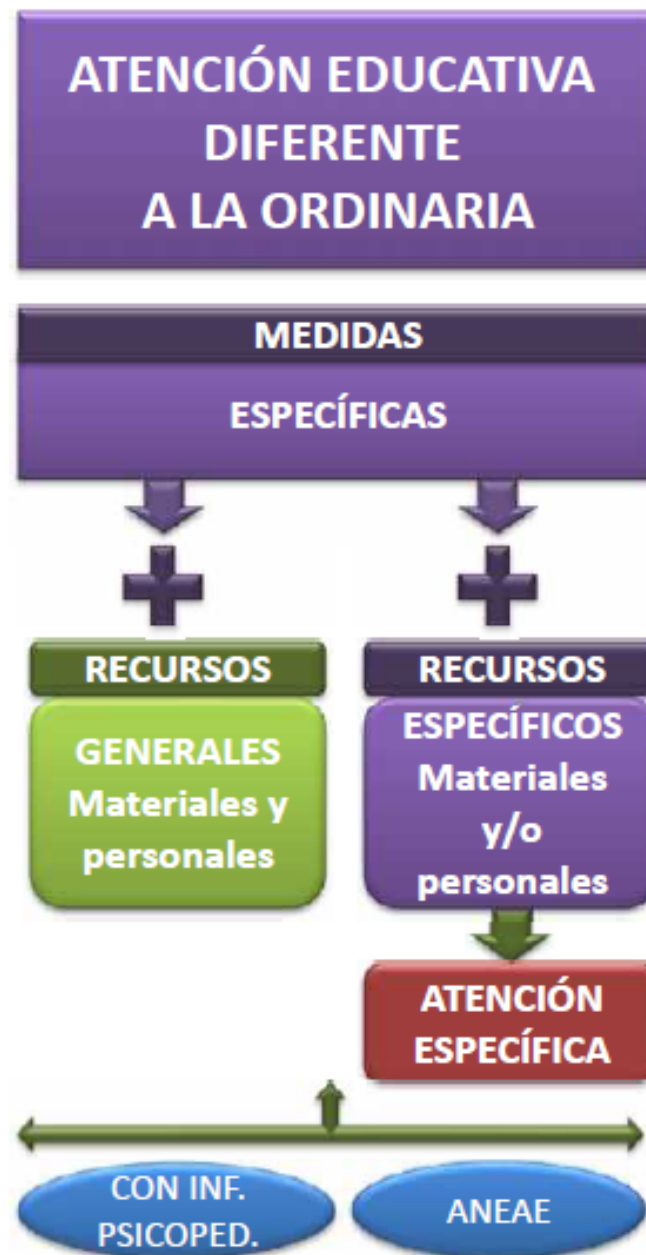 ATENCIÓN EDUCATIVA
DIFERENTE
A LA ORDINARIA
MEDIDAS
ESPECÍFICAS
RECURSOS
GENERALES
Materiales y
personales
RECURSOS
ESPECÍFICOS
Materiales
y/o
personales
ATENCIÓN
ESPECÍFICA
CON INF.
PSICOPED.
ANEAE